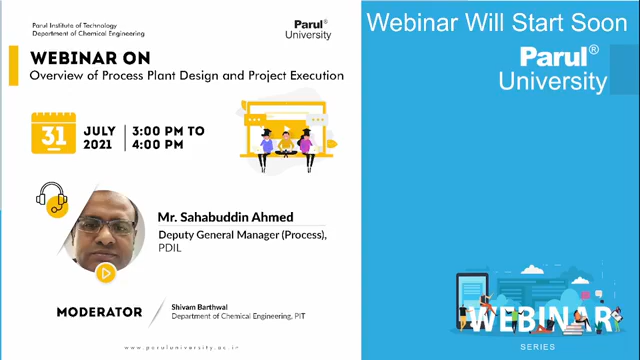 Parul Institute of Technology
Department of Chemical Engineering
Parul®
University
WEBINAR ON
Overview of Process Plant Design and Project Execution
31
JULY
2021
3:00 PM TO
4:00 PM
Mr. Sahabuddin Ahmed
Deputy General Manager (Process),
PDIL
MODERATOR
Shivam Barthwal
Department of Chemical Engineering, PIT
www.paruluniversity.ac.in
Webinar Will Start Soon
Parul®
University
WEBINAR
SERIES